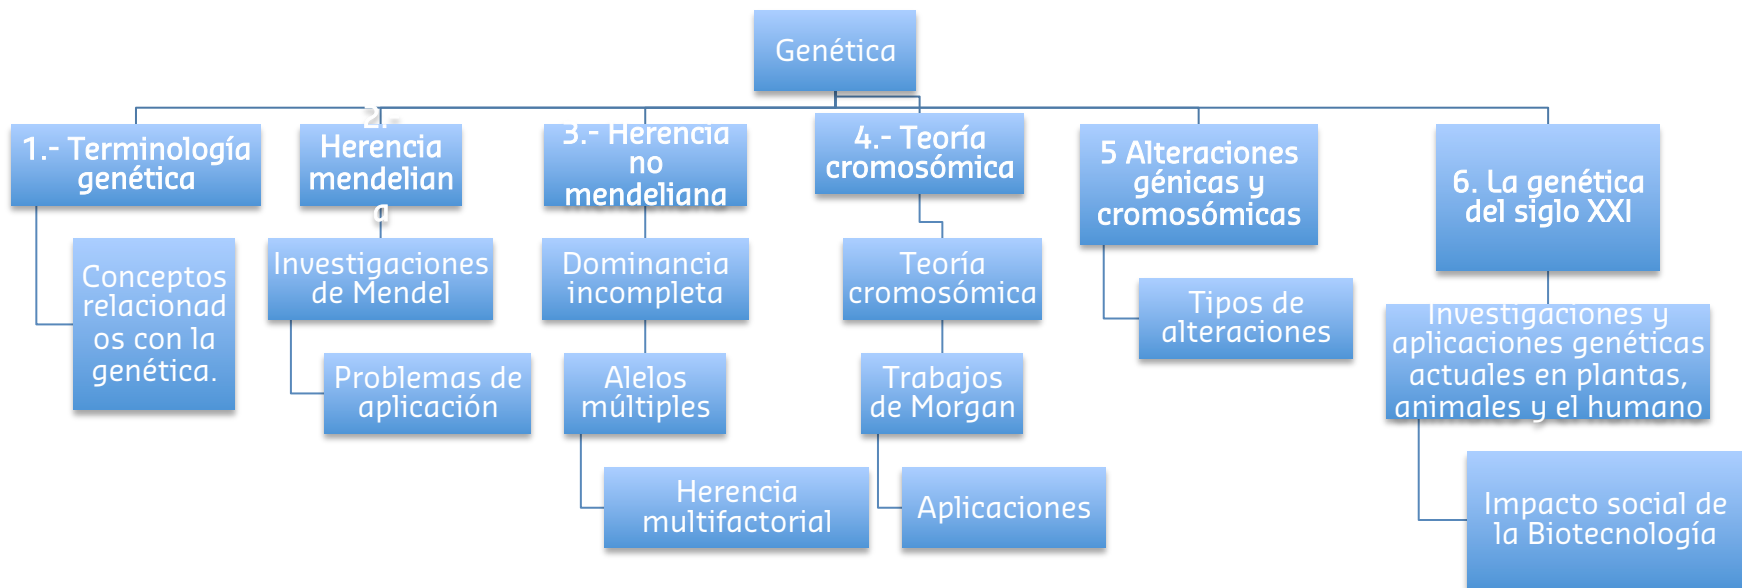 Genética
1.- Terminología
genética
Conceptos
relacionad
os con la
genética.
2.-
Herencia
mendelian
a
Investigaciones
de Mendel
Problemas de
aplicación
3.- Herencia
no
mendeliana
Dominancia
incompleta
Alelos
múltiples
Herencia
multifactorial
4.- Teoría
cromosómica
Teoría
cromosómica
Trabajos
de Morgan
Aplicaciones
5 Alteraciones
génicas y
cromosómicas
Tipos de
alteraciones
6. La genética
del siglo XXI
Investigaciones y
aplicaciones genéticas
actuales en plantas,
animales y el humano
Impacto social de
la Biotecnología